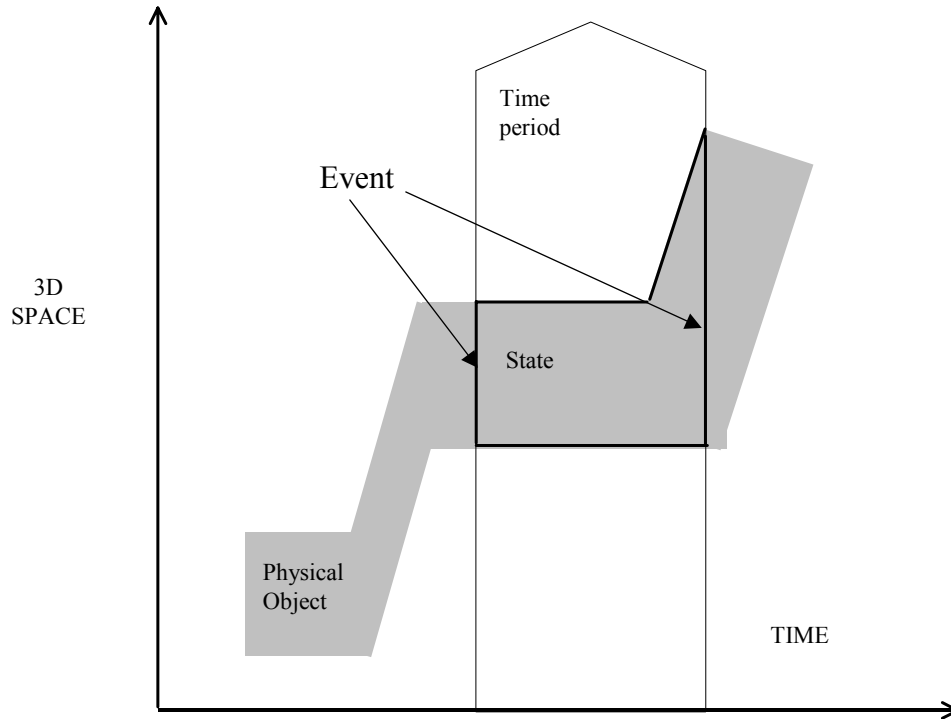 Time
period
Event
3D
SPACE
State
Physical
Object
TIME